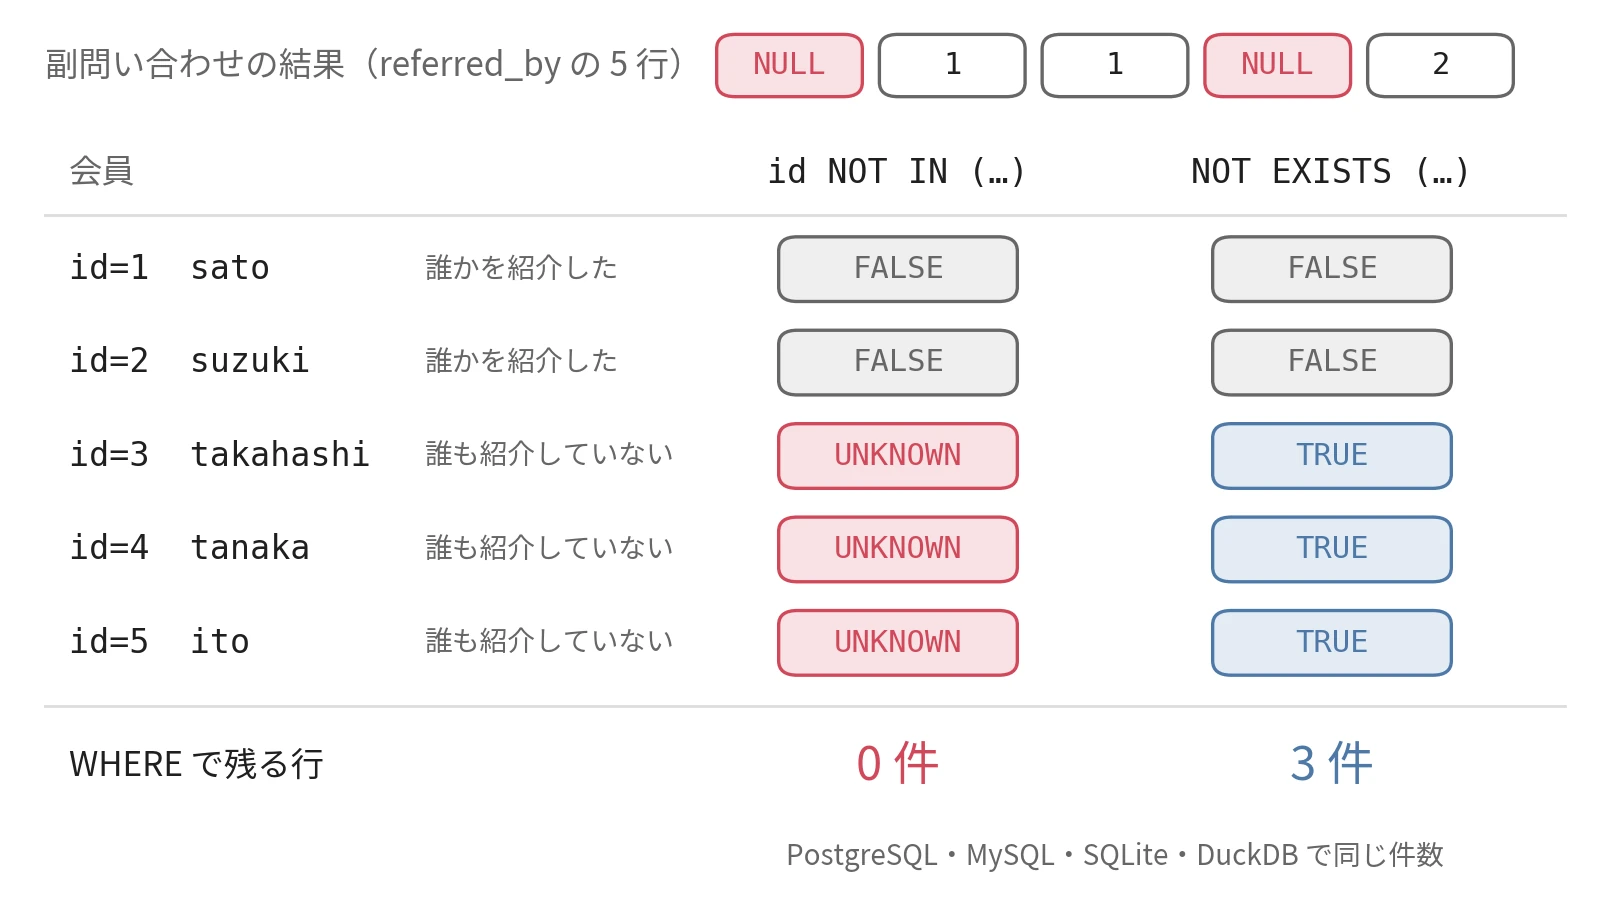 副問い合わせの結果（referred_by の 5 行） NULL 1 1 NULL 2
会員 id NOT IN (…) NOT EXISTS (…)
id=1 sato 誰かを紹介した FALSE FALSE
id=2 suzuki 誰かを紹介した FALSE FALSE
id=3 takahashi 誰も紹介していない UNKNOWN TRUE
id=4 tanaka 誰も紹介していない UNKNOWN TRUE
id=5 ito 誰も紹介していない UNKNOWN TRUE
WHERE で残る行 0 件 3 件
PostgreSQL・MySQL・SQLite・DuckDB で同じ件数